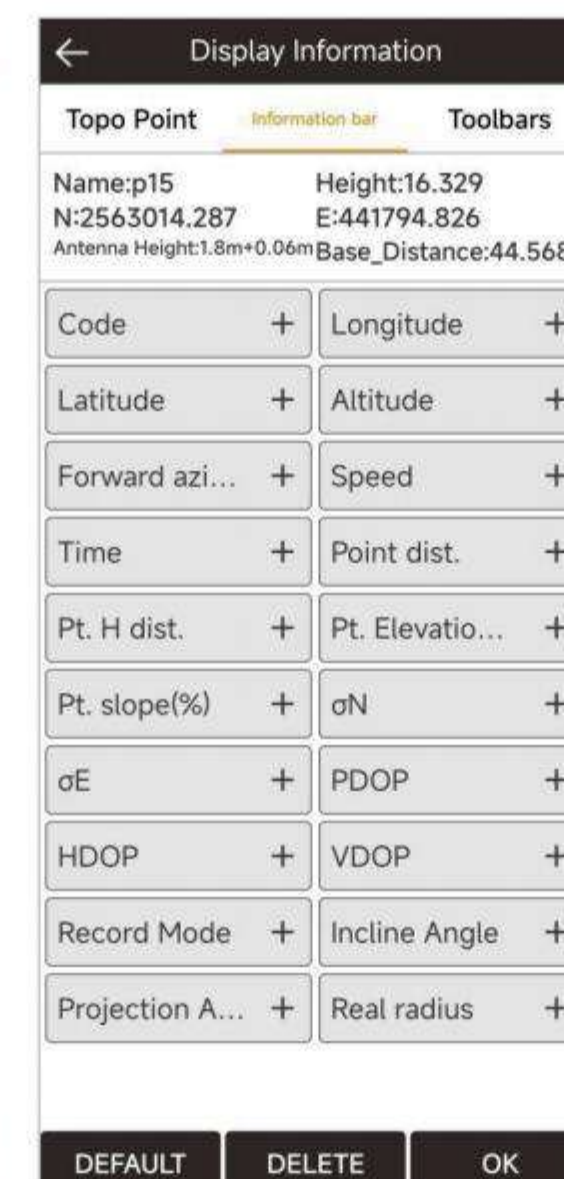 Display Information
Topo Point Information bar Toolbars
Name:p15 Height:16.329
N:2563014.287 E:441794.826
Antenna Height:1.8m+0.06m Base_Distance:44.568
Code + Longitude +
Latitude + Altitude +
Forward azi... + Speed +
Time + Point dist. +
Pt. H dist. + Pt. Elevatio... +
Pt. slope(%) + σN +
σE + PDOP +
HDOP + VDOP +
Record Mode + Incline Angle +
Projection A... + Real radius +
DEFAULT DELETE OK